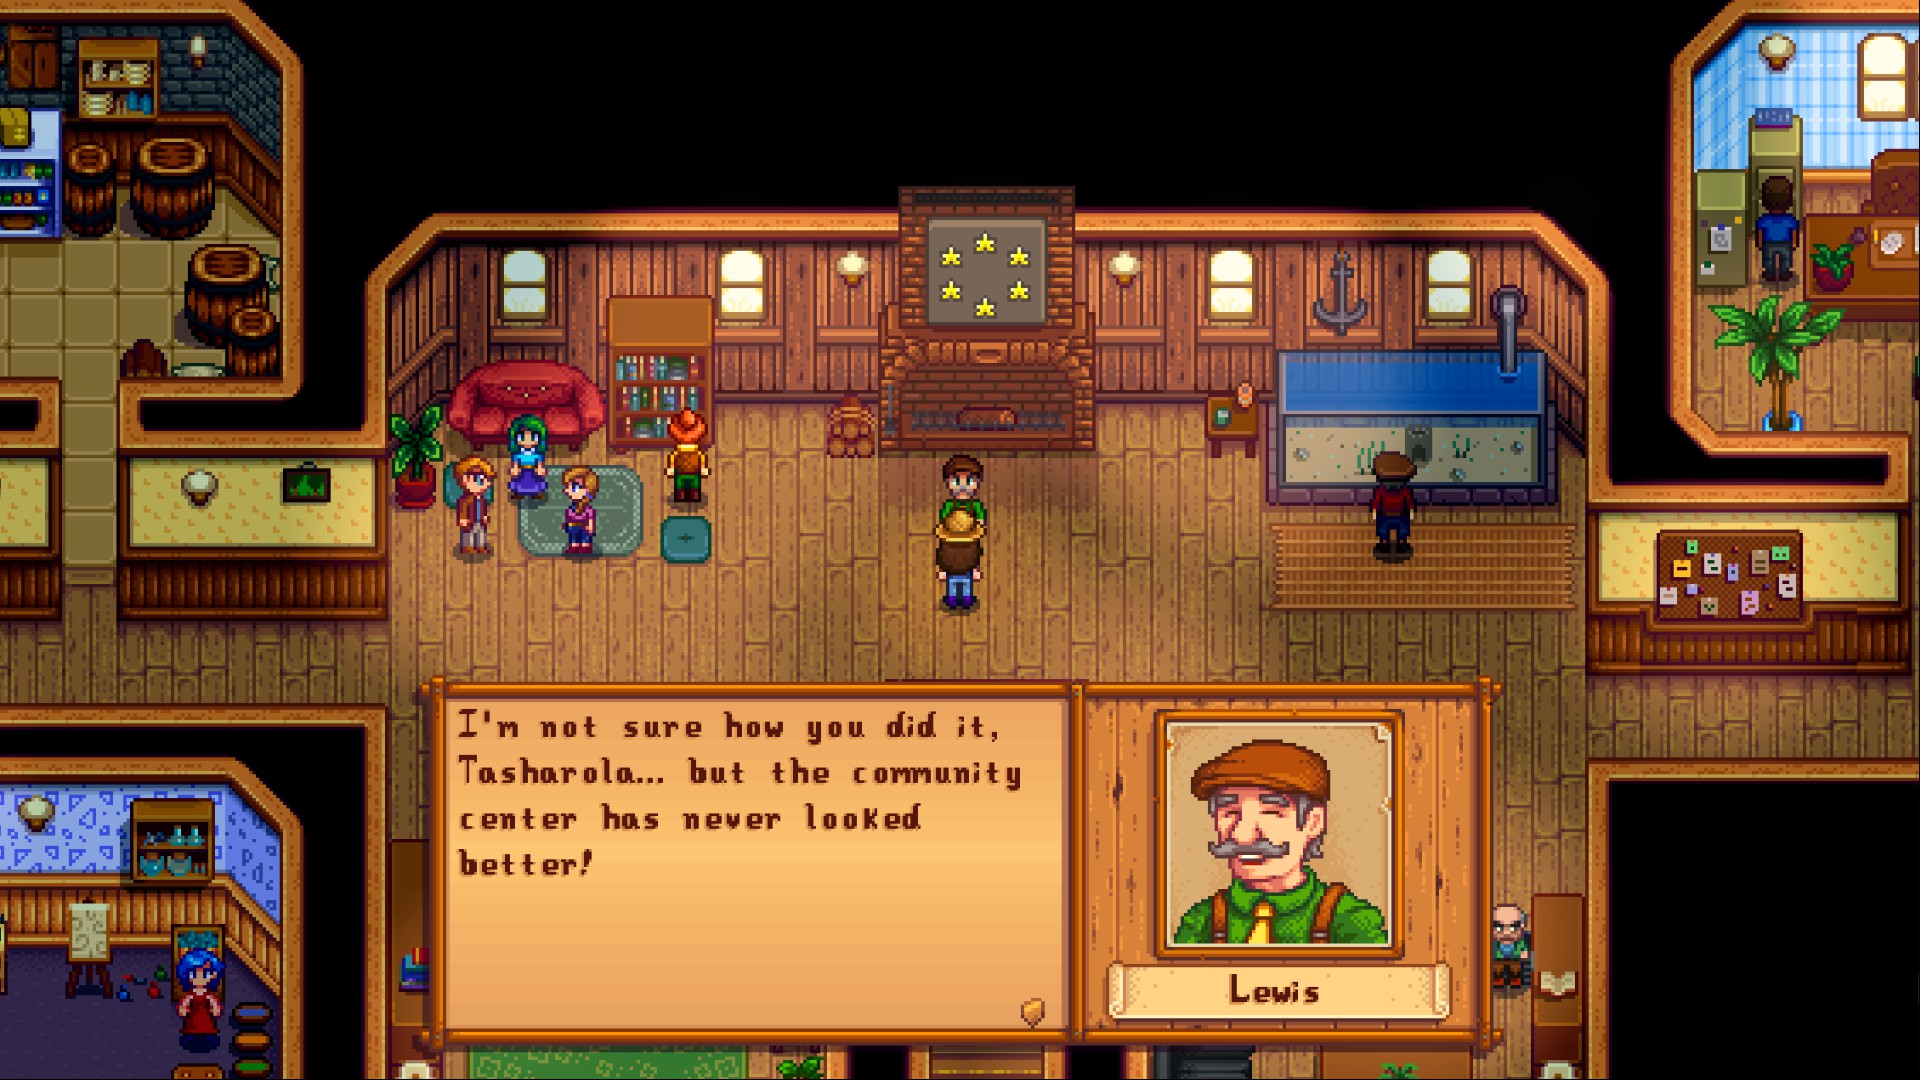 I'm not sure how you did it,
Tasharola... but the community
center has never looked
better!
Lewis